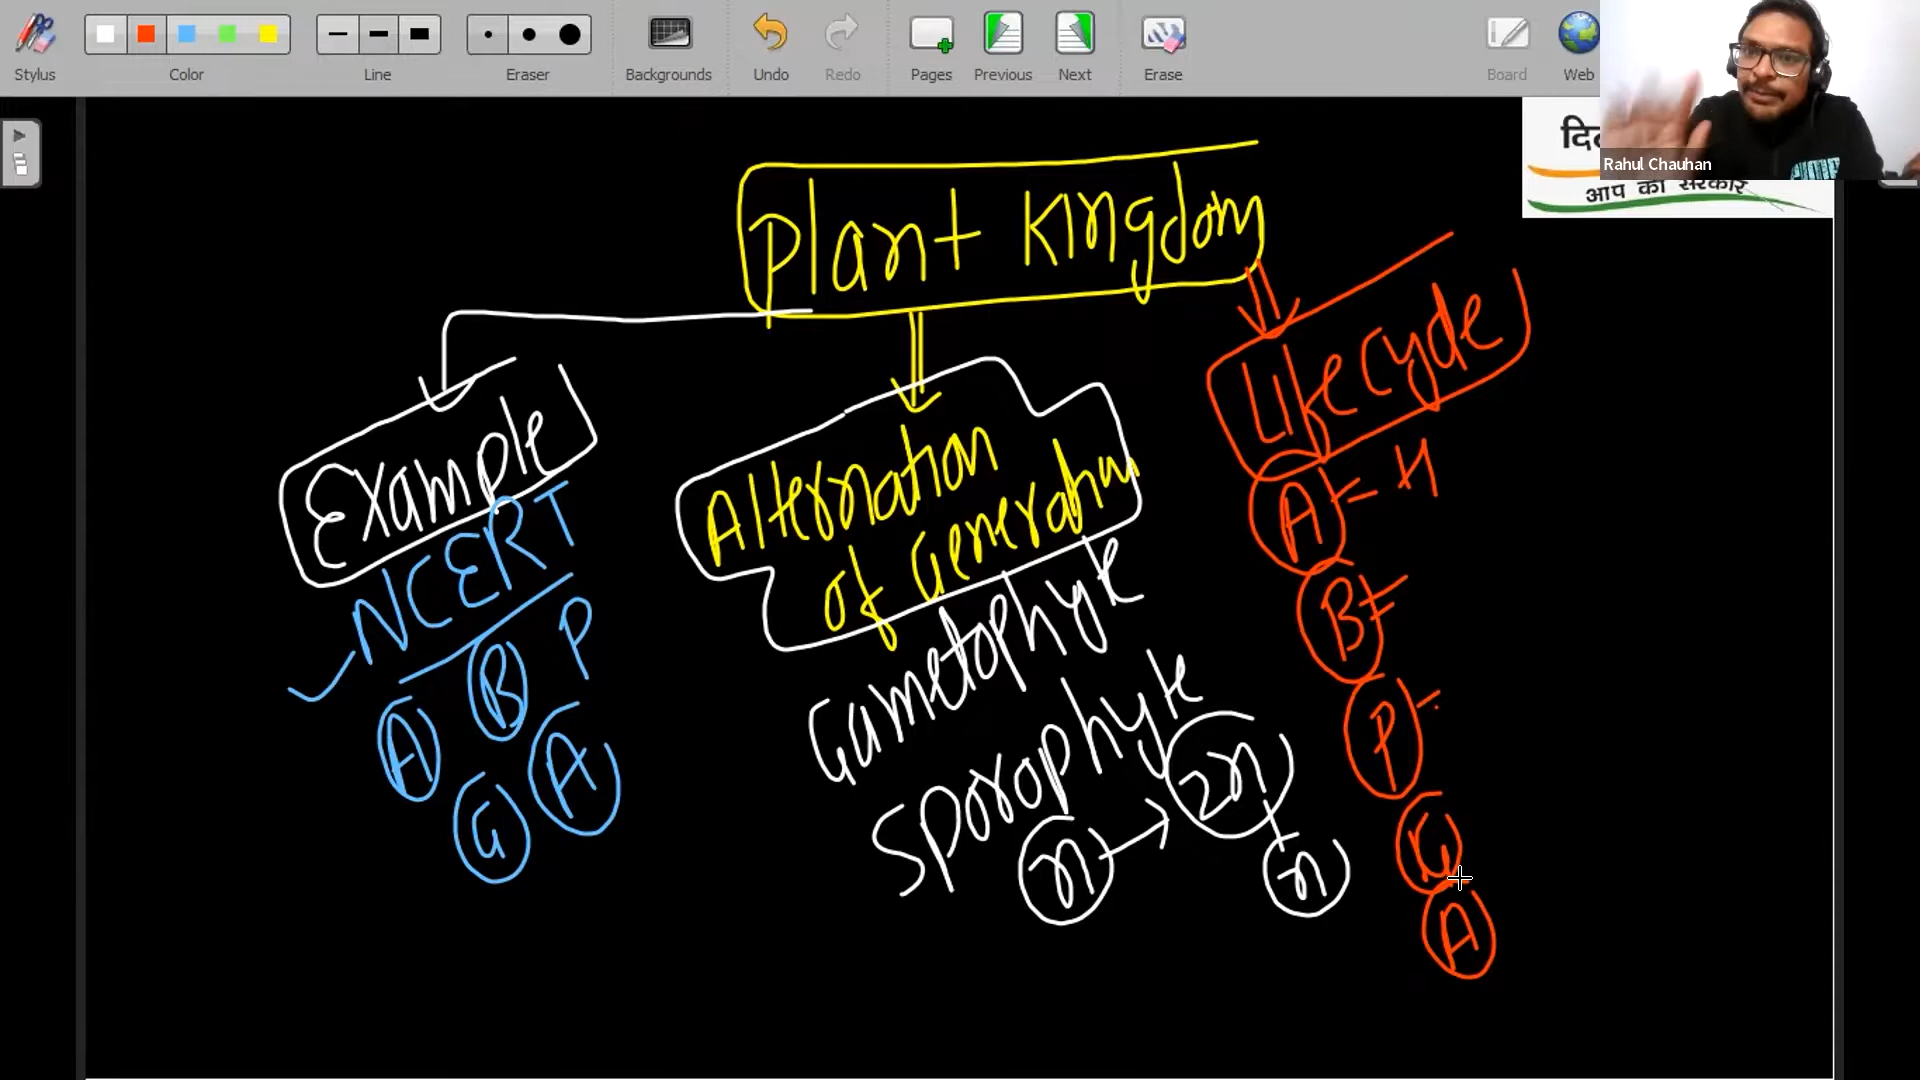 Stylus
Color
Line
Eraser
Backgrounds
Undo
Redo
Pages
Previous
Next
Erase
Board
Web
Rahul Chauhan
आप की सरकार
Plant Kingdom
Example
NCERT
A B P
G A
Alternation
of Generation
Gametophyte
Sporophyte
n → 2n
n
Lifecycle
A = H
B =
P
G
A